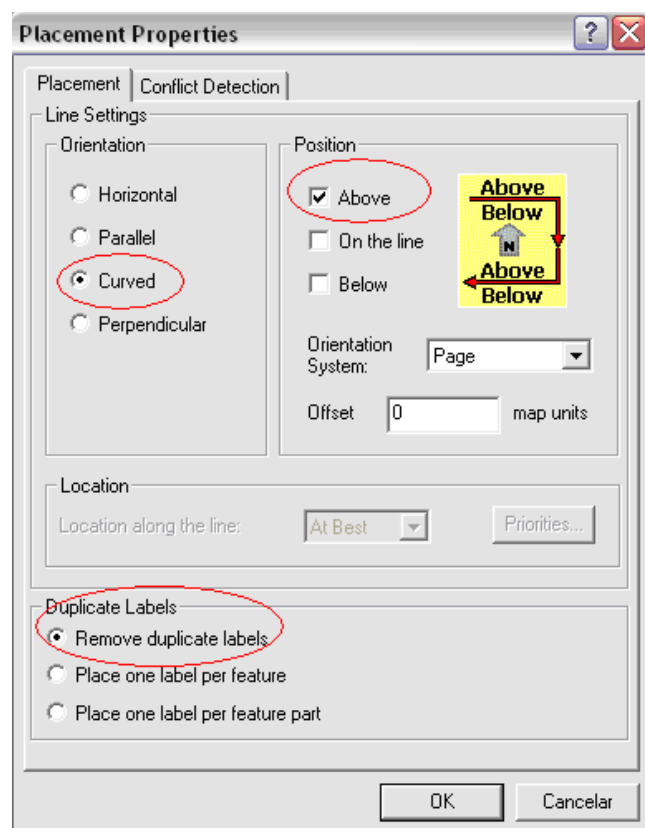 Placement Properties
Placement
Conflict Detection
Line Settings
Orientation
Horizontal
Parallel
Curved
Perpendicular
Position
Above
On the line
Below
Above
Below
N
Above
Below
Orientation
System:
Page
Offset
0
map units
Location
Location along the line:
At Best
Priorities...
Duplicate Labels
Remove duplicate labels
Place one label per feature
Place one label per feature part
OK
Cancelar